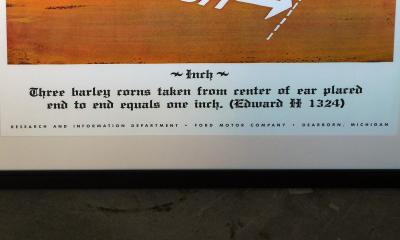 ~ Inch ~
Three barley corns taken from center of ear placed
end to end equals one inch. (Edward II 1324)
RESEARCH AND INFORMATION DEPARTMENT • FORD MOTOR COMPANY • DEARBORN, MICHIGAN